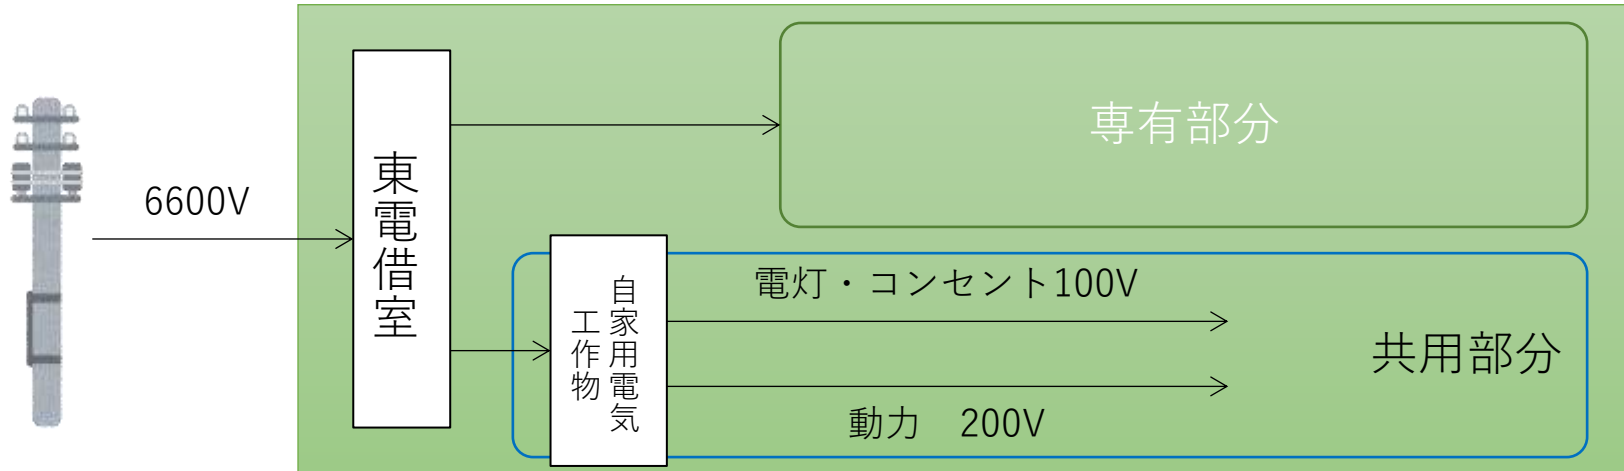 6600V
東電借室
専有部分
自家用電気
工作物
電灯・コンセント100V
動力　200V
共用部分